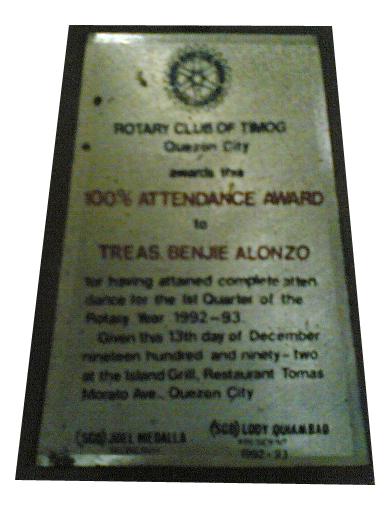 ROTARY CLUB OF TIMOG
Quezon City
awards this
100% ATTENDANCE AWARD
to
TREAS. BENJIE ALONZO
for having attained complete atten
dance for the 1st Quarter of the
Rotary Year 1992-93.
Given this 13th day of December
nineteen hundred and ninety-two
at the Island Grill, Restaurant Tomas
Morato Ave., Quezon City
(SGD) JOEL MEDALLA (SGD) LODY QUIAMBAO
PRESIDENT
1992-93